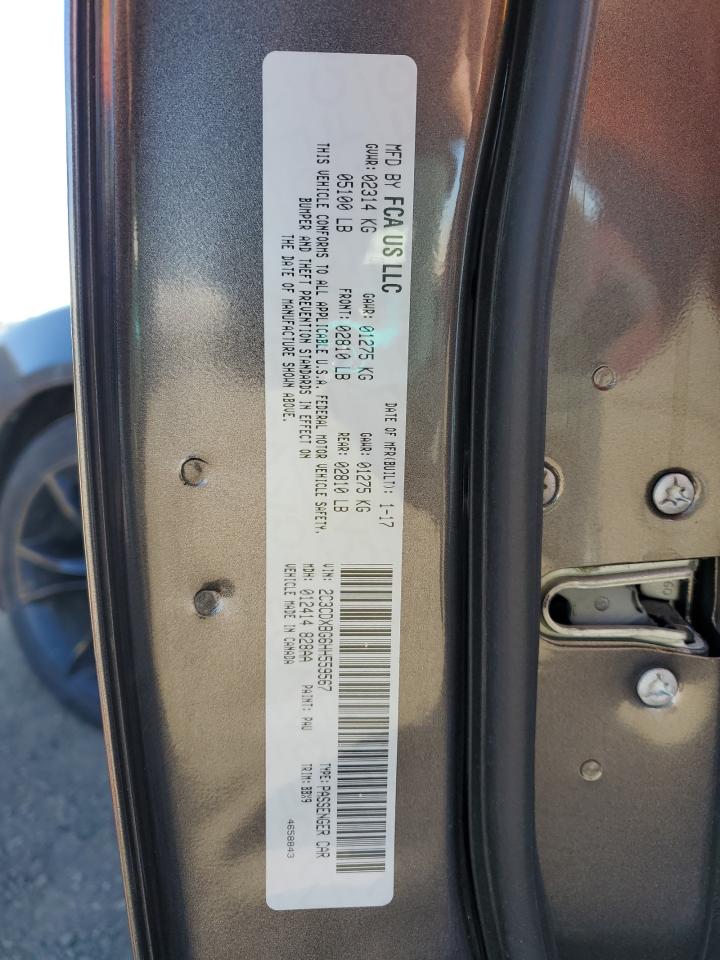 MFD BY FCA US LLC
DATE OF MFR(BUILT): 1-17
GVWR: 02314 KG GAWR: 01275 KG GAWR: 01275 KG
05100 LB FRONT: 02810 LB REAR: 02810 LB
THIS VEHICLE CONFORMS TO ALL APPLICABLE U.S.A. FEDERAL MOTOR VEHICLE SAFETY,
BUMPER AND THEFT PREVENTION STANDARDS IN EFFECT ON
THE DATE OF MANUFACTURE SHOWN ABOVE.
VIN: 2C3CDXBG6HH559567 TYPE: PASSENGER CAR
MDH: 012414 828AA PAINT: PAU TRIM: BBX9
VEHICLE MADE IN CANADA 4658843